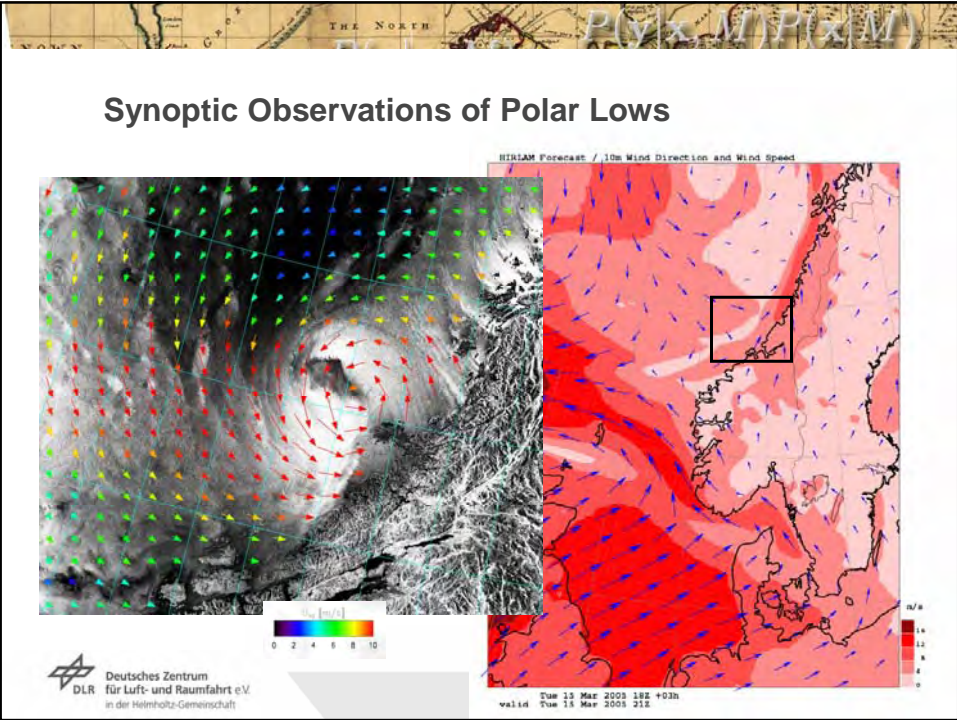 THE NORTH
P(y|x, M)P(x|M)
Synoptic Observations of Polar Lows
HIRLAM Forecast / 10m Wind Direction and Wind Speed
[m/s]
0 2 4 6 8 10
m/s
16
12
8
4
0
DLR
Deutsches Zentrum
für Luft- und Raumfahrt e.V.
in der Helmholtz-Gemeinschaft
Tue 15 Mar 2005 18Z +03h
valid Tue 15 Mar 2005 21Z